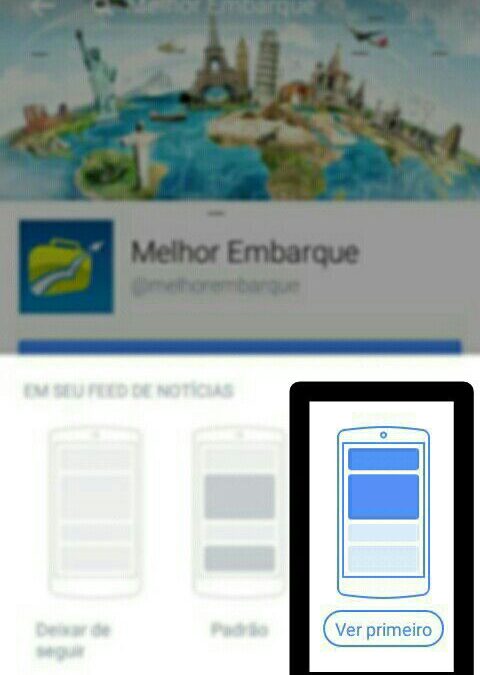 Melhor Embarque
Melhor Embarque
@melhorembarque
EM SEU FEED DE NOTÍCIAS
Deixar de
seguir
Padrão
Ver primeiro